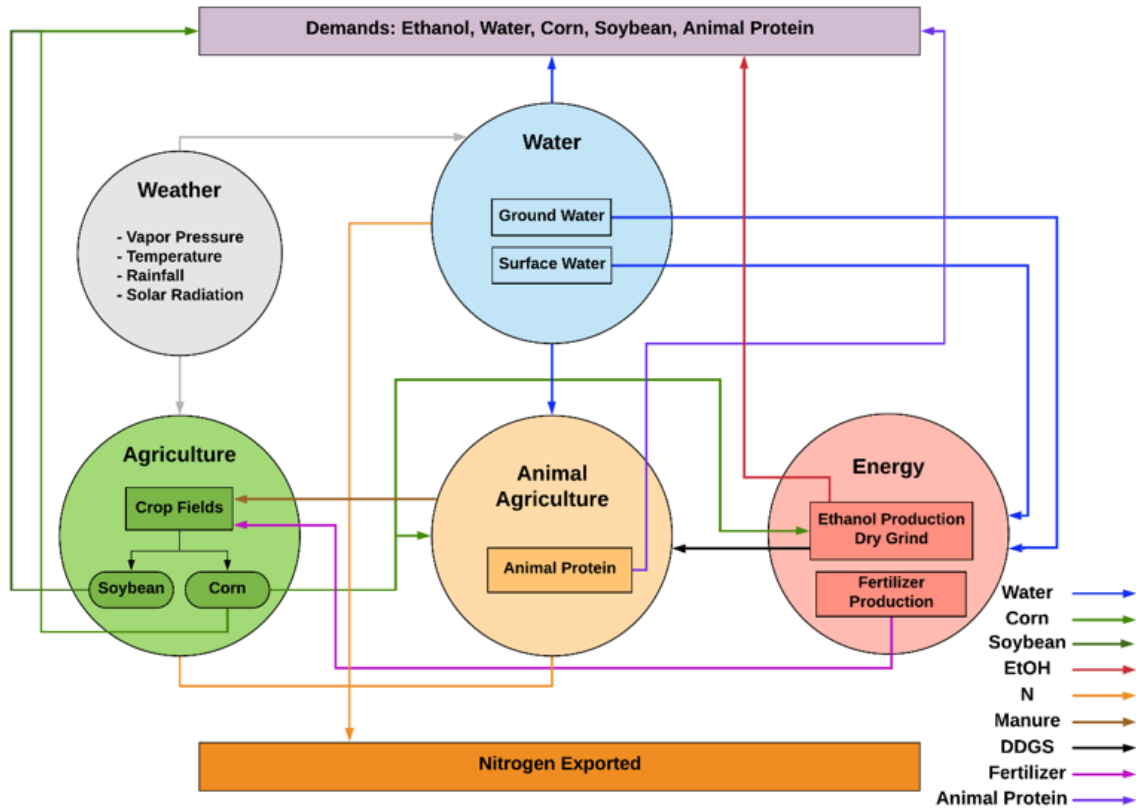 Demands: Ethanol, Water, Corn, Soybean, Animal Protein
Water
Ground Water
Surface Water
Weather
- Vapor Pressure
- Temperature
- Rainfall
- Solar Radiation
Agriculture
Crop Fields
Soybean
Corn
Animal
Agriculture
Animal Protein
Energy
Ethanol Production
Dry Grind
Fertilizer
Production
Nitrogen Exported
Water
Corn
Soybean
EtOH
N
Manure
DDGS
Fertilizer
Animal Protein